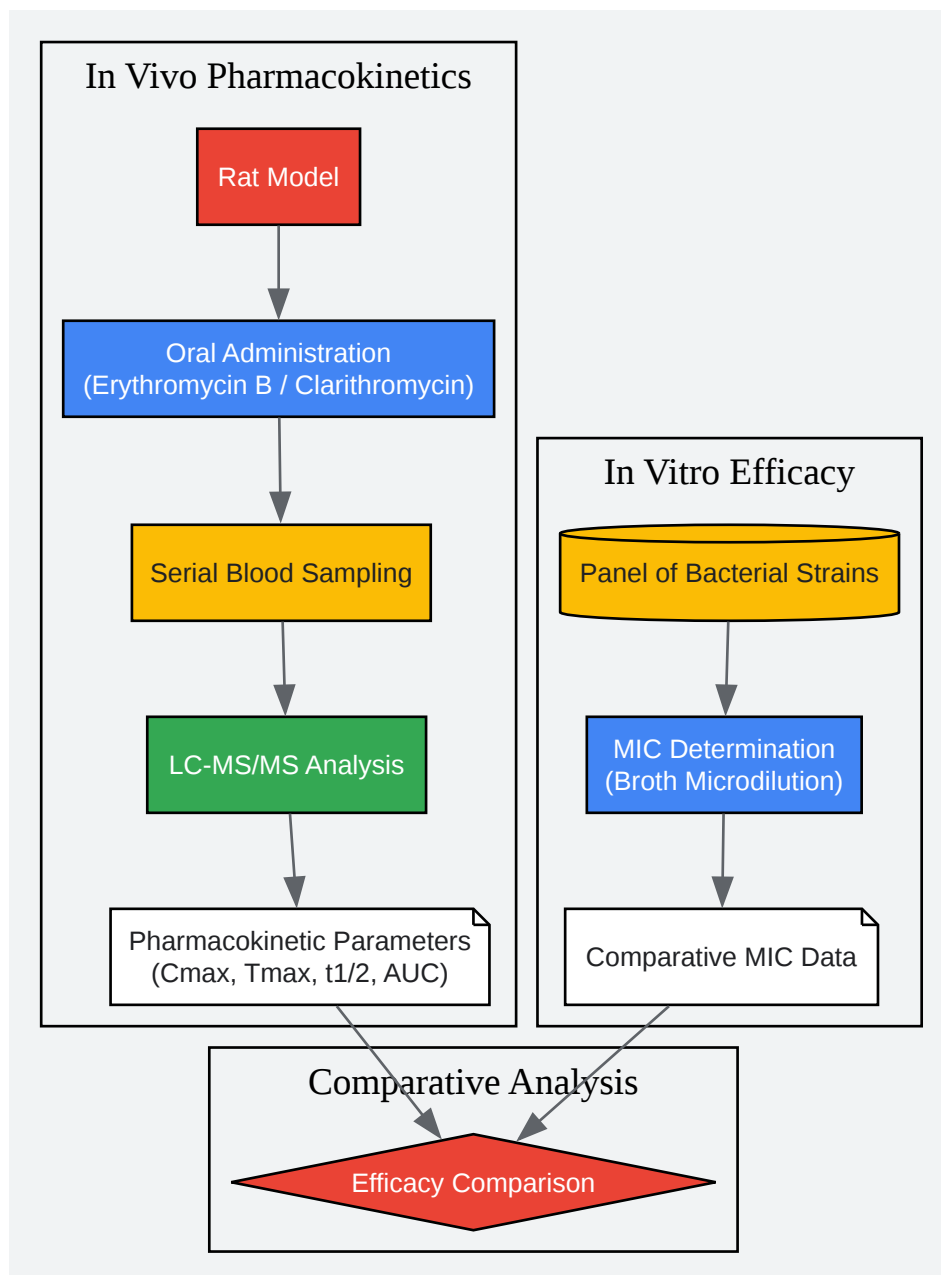 In Vivo Pharmacokinetics
Rat Model
Oral Administration
(Erythromycin B / Clarithromycin)
Serial Blood Sampling
LC-MS/MS Analysis
Pharmacokinetic Parameters
(Cmax, Tmax, t1/2, AUC)
In Vitro Efficacy
Panel of Bacterial Strains
MIC Determination
(Broth Microdilution)
Comparative MIC Data
Comparative Analysis
Efficacy Comparison